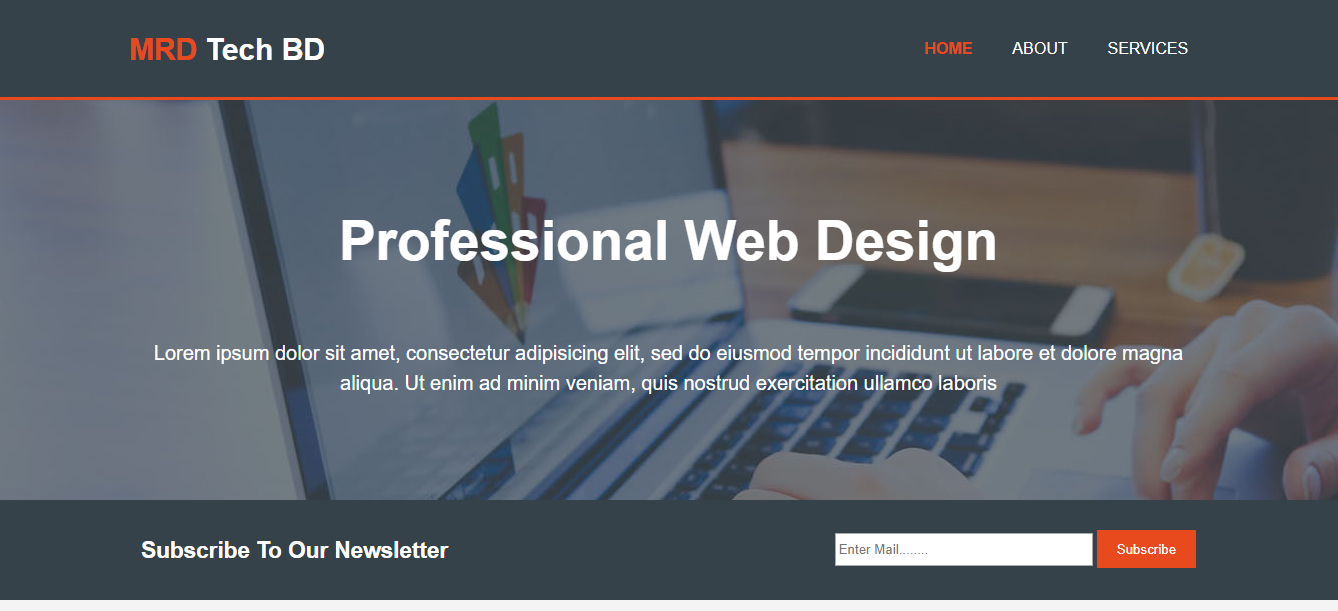 MRD Tech BD
HOME ABOUT SERVICES
Professional Web Design
Lorem ipsum dolor sit amet, consectetur adipisicing elit, sed do eiusmod tempor incididunt ut labore et dolore magna
aliqua. Ut enim ad minim veniam, quis nostrud exercitation ullamco laboris
Subscribe To Our Newsletter
Enter Mail........
Subscribe